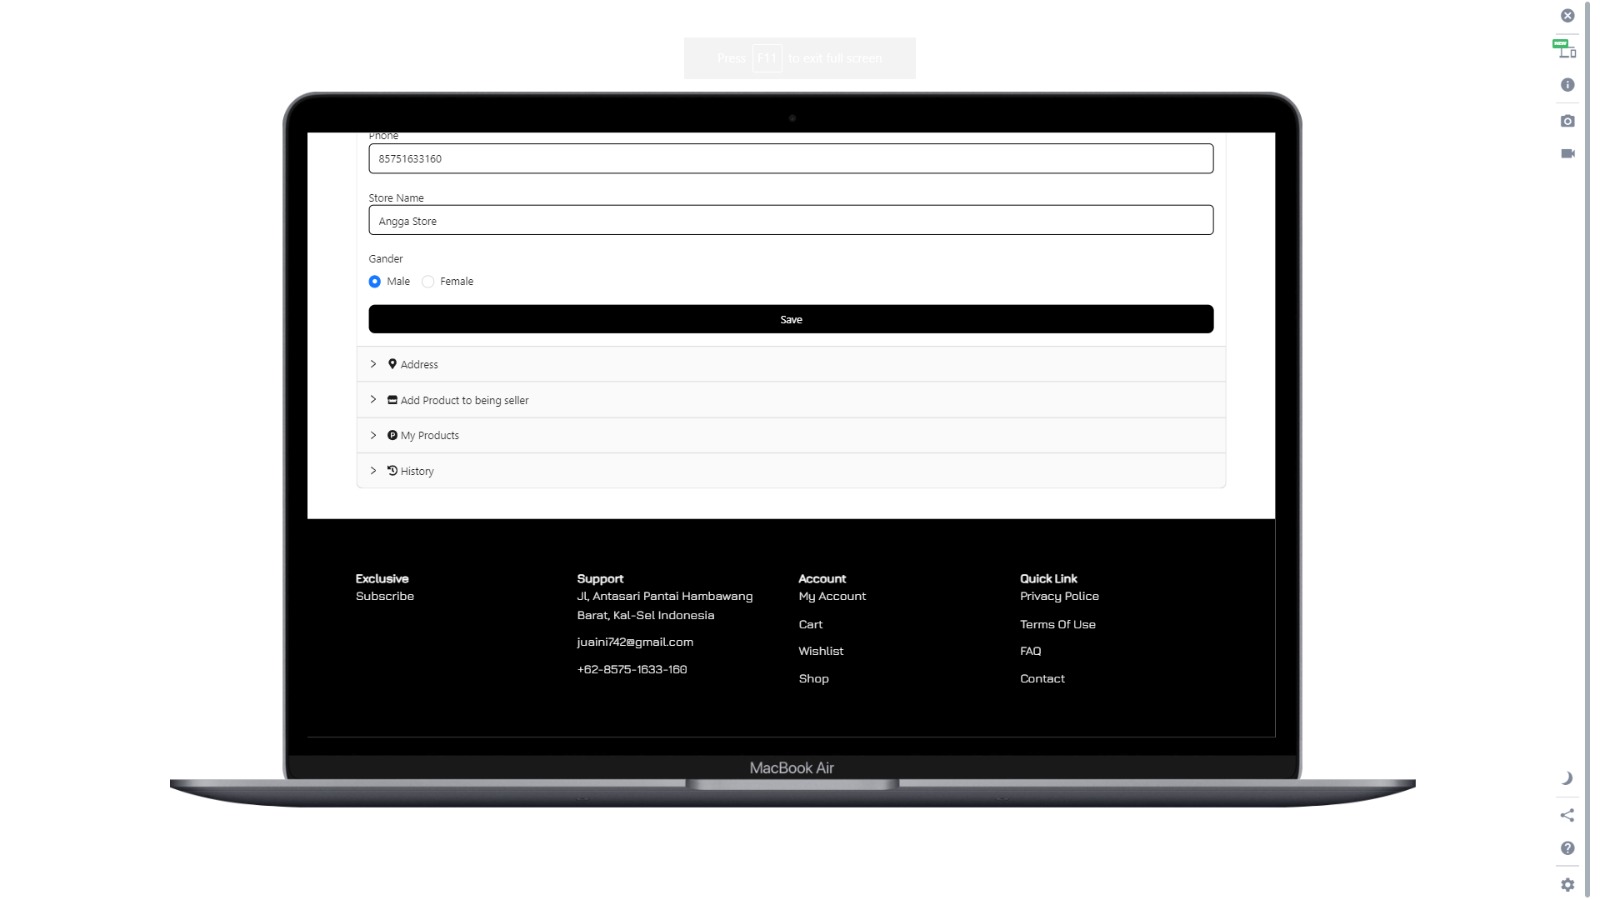 Press F11 to exit full screen
Phone
85751633160
Store Name
Angga Store
Gander
Male Female
Save
Address
Add Product to being seller
My Products
History
Exclusive
Subscribe
Support
Jl, Antasari Pantai Hambawang
Barat, Kal-Sel Indonesia
juaini742@gmail.com
+62-8575-1633-160
Account
My Account
Cart
Wishlist
Shop
Quick Link
Privacy Police
Terms Of Use
FAQ
Contact
MacBook Air